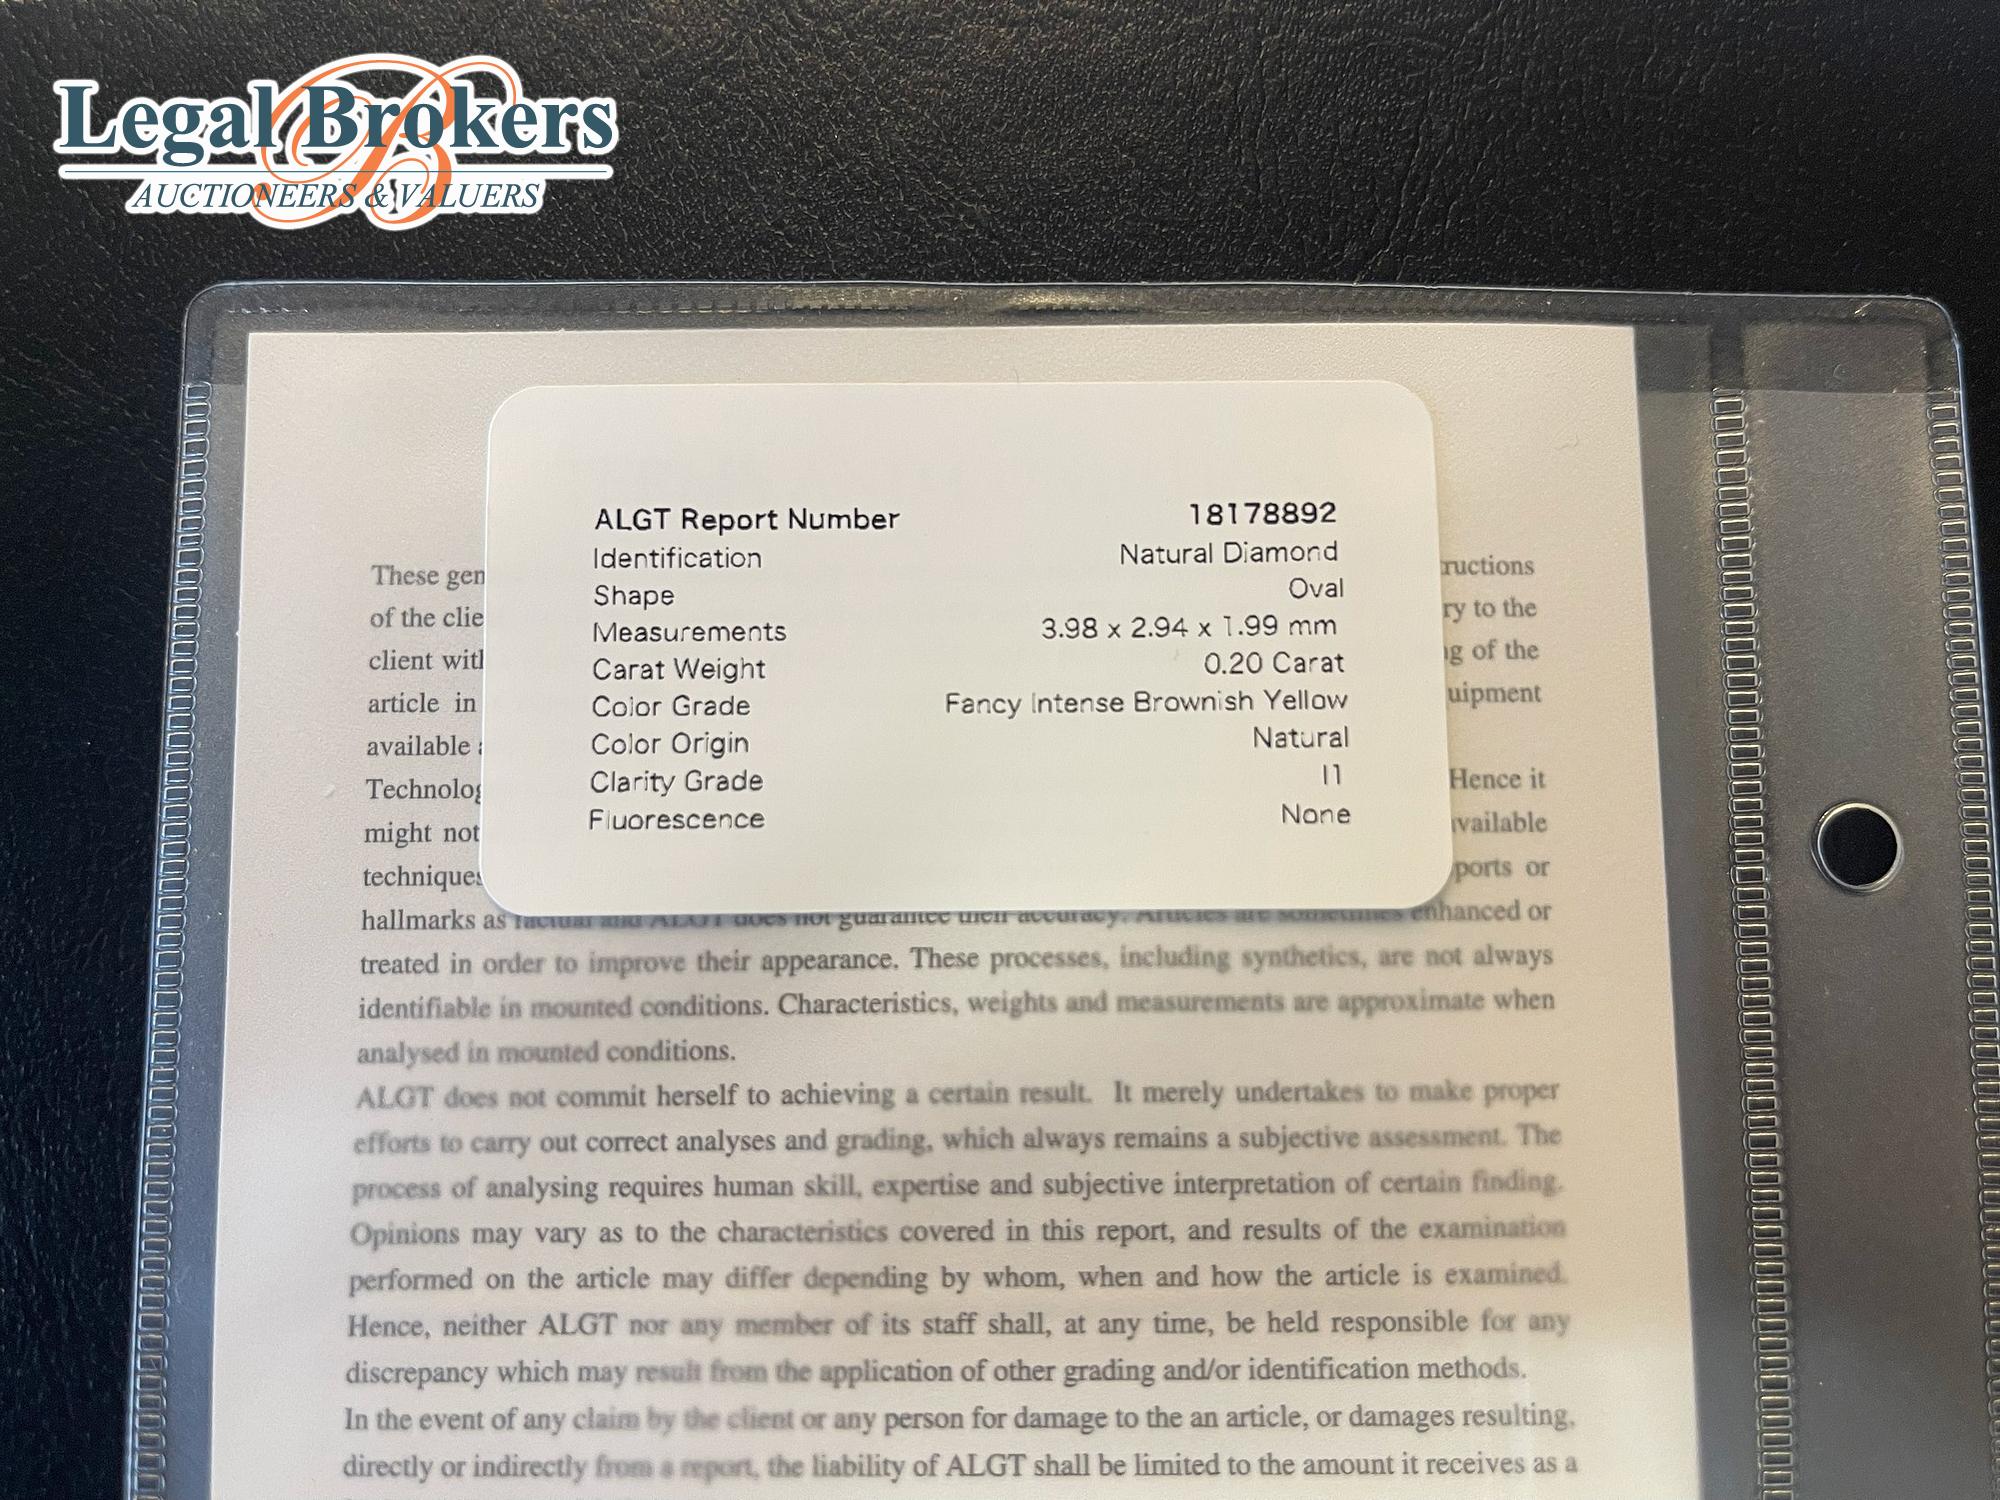 Legal Brokers
AUCTIONEERS & VALUERS
ALGT Report Number 18178892
Identification Natural Diamond
Shape Oval
Measurements 3.98 x 2.94 x 1.99 mm
Carat Weight 0.20 Carat
Color Grade Fancy Intense Brownish Yellow
Color Origin Natural
Clarity Grade I1
Fluorescence None
These gen ructions
of the clie ry to the
client with g of the
article in uipment
available
Technolog Hence it
might not vailable
techniques ports or
hallmarks as factual and ALGT does not guarantee their accuracy. Articles are sometimes enhanced or
treated in order to improve their appearance. These processes, including synthetics, are not always
identifiable in mounted conditions. Characteristics, weights and measurements are approximate when
analysed in mounted conditions.
ALGT does not commit herself to achieving a certain result. It merely undertakes to make proper
efforts to carry out correct analyses and grading, which always remains a subjective assessment. The
process of analysing requires human skill, expertise and subjective interpretation of certain finding.
Opinions may vary as to the characteristics covered in this report, and results of the examination
performed on the article may differ depending by whom, when and how the article is examined.
Hence, neither ALGT nor any member of its staff shall, at any time, be held responsible for any
discrepancy which may result from the application of other grading and/or identification methods.
In the event of any claim by the client or any person for damage to the an article, or damages resulting,
directly or indirectly from a report, the liability of ALGT shall be limited to the amount it receives as a